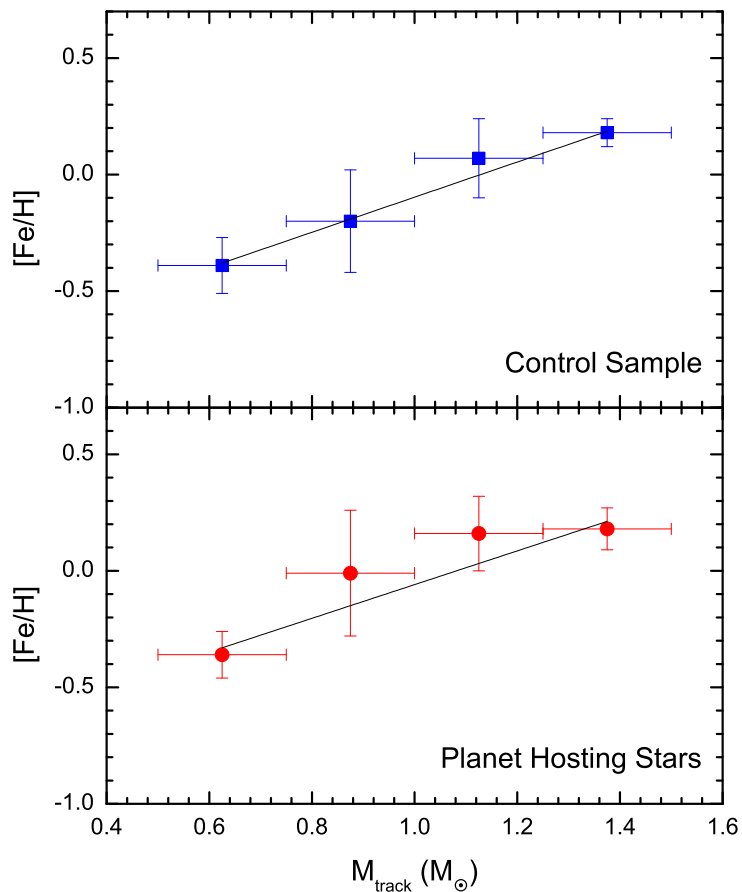 0.5
0.0
-0.5
-1.0
[Fe/H]
Control Sample
0.5
0.0
-0.5
-1.0
[Fe/H]
Planet Hosting Stars
0.4 0.6 0.8 1.0 1.2 1.4 1.6
M_track (M_⊙)